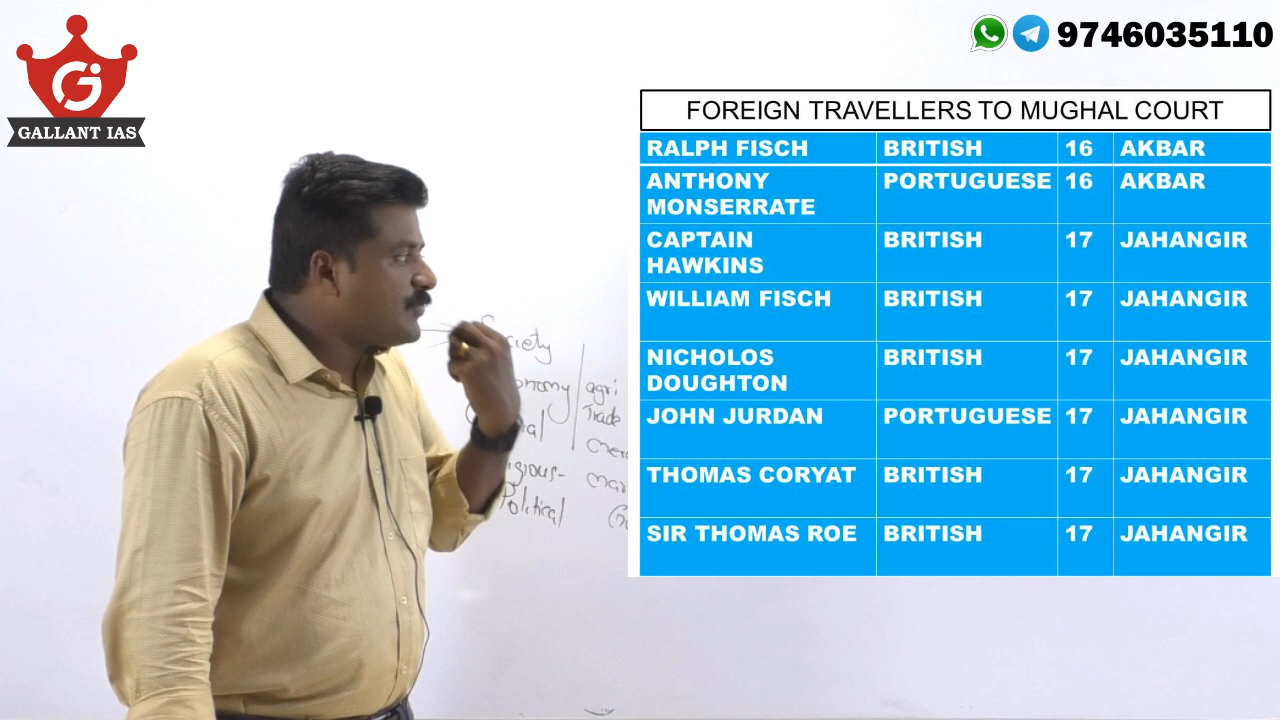 GALLANT IAS
9746035110
FOREIGN TRAVELLERS TO MUGHAL COURT
RALPH FISCH BRITISH 16 AKBAR
ANTHONY
MONSERRATE PORTUGUESE 16 AKBAR
CAPTAIN
HAWKINS BRITISH 17 JAHANGIR
WILLIAM FISCH BRITISH 17 JAHANGIR
NICHOLOS
DOUGHTON BRITISH 17 JAHANGIR
JOHN JURDAN PORTUGUESE 17 JAHANGIR
THOMAS CORYAT BRITISH 17 JAHANGIR
SIR THOMAS ROE BRITISH 17 JAHANGIR
agri
Trade
Political